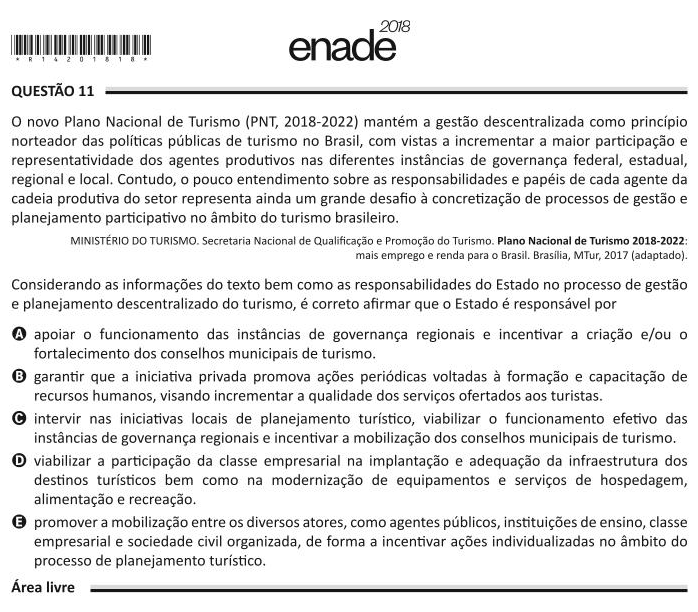 enade 2018
* R 1 4 2 0 1 8 1 8 *
QUESTÃO 11
O novo Plano Nacional de Turismo (PNT, 2018-2022) mantém a gestão descentralizada como princípio
norteador das políticas públicas de turismo no Brasil, com vistas a incrementar a maior participação e
representatividade dos agentes produtivos nas diferentes instâncias de governança federal, estadual,
regional e local. Contudo, o pouco entendimento sobre as responsabilidades e papéis de cada agente da
cadeia produtiva do setor representa ainda um grande desafio à concretização de processos de gestão e
planejamento participativo no âmbito do turismo brasileiro.
MINISTÉRIO DO TURISMO. Secretaria Nacional de Qualificação e Promoção do Turismo. Plano Nacional de Turismo 2018-2022:
mais emprego e renda para o Brasil. Brasília, MTur, 2017 (adaptado).
Considerando as informações do texto bem como as responsabilidades do Estado no processo de gestão
e planejamento descentralizado do turismo, é correto afirmar que o Estado é responsável por
A apoiar o funcionamento das instâncias de governança regionais e incentivar a criação e/ou o
fortalecimento dos conselhos municipais de turismo.
B garantir que a iniciativa privada promova ações periódicas voltadas à formação e capacitação de
recursos humanos, visando incrementar a qualidade dos serviços ofertados aos turistas.
C intervir nas iniciativas locais de planejamento turístico, viabilizar o funcionamento efetivo das
instâncias de governança regionais e incentivar a mobilização dos conselhos municipais de turismo.
D viabilizar a participação da classe empresarial na implantação e adequação da infraestrutura dos
destinos turísticos bem como na modernização de equipamentos e serviços de hospedagem,
alimentação e recreação.
E promover a mobilização entre os diversos atores, como agentes públicos, instituições de ensino, classe
empresarial e sociedade civil organizada, de forma a incentivar ações individualizadas no âmbito do
processo de planejamento turístico.
Área livre